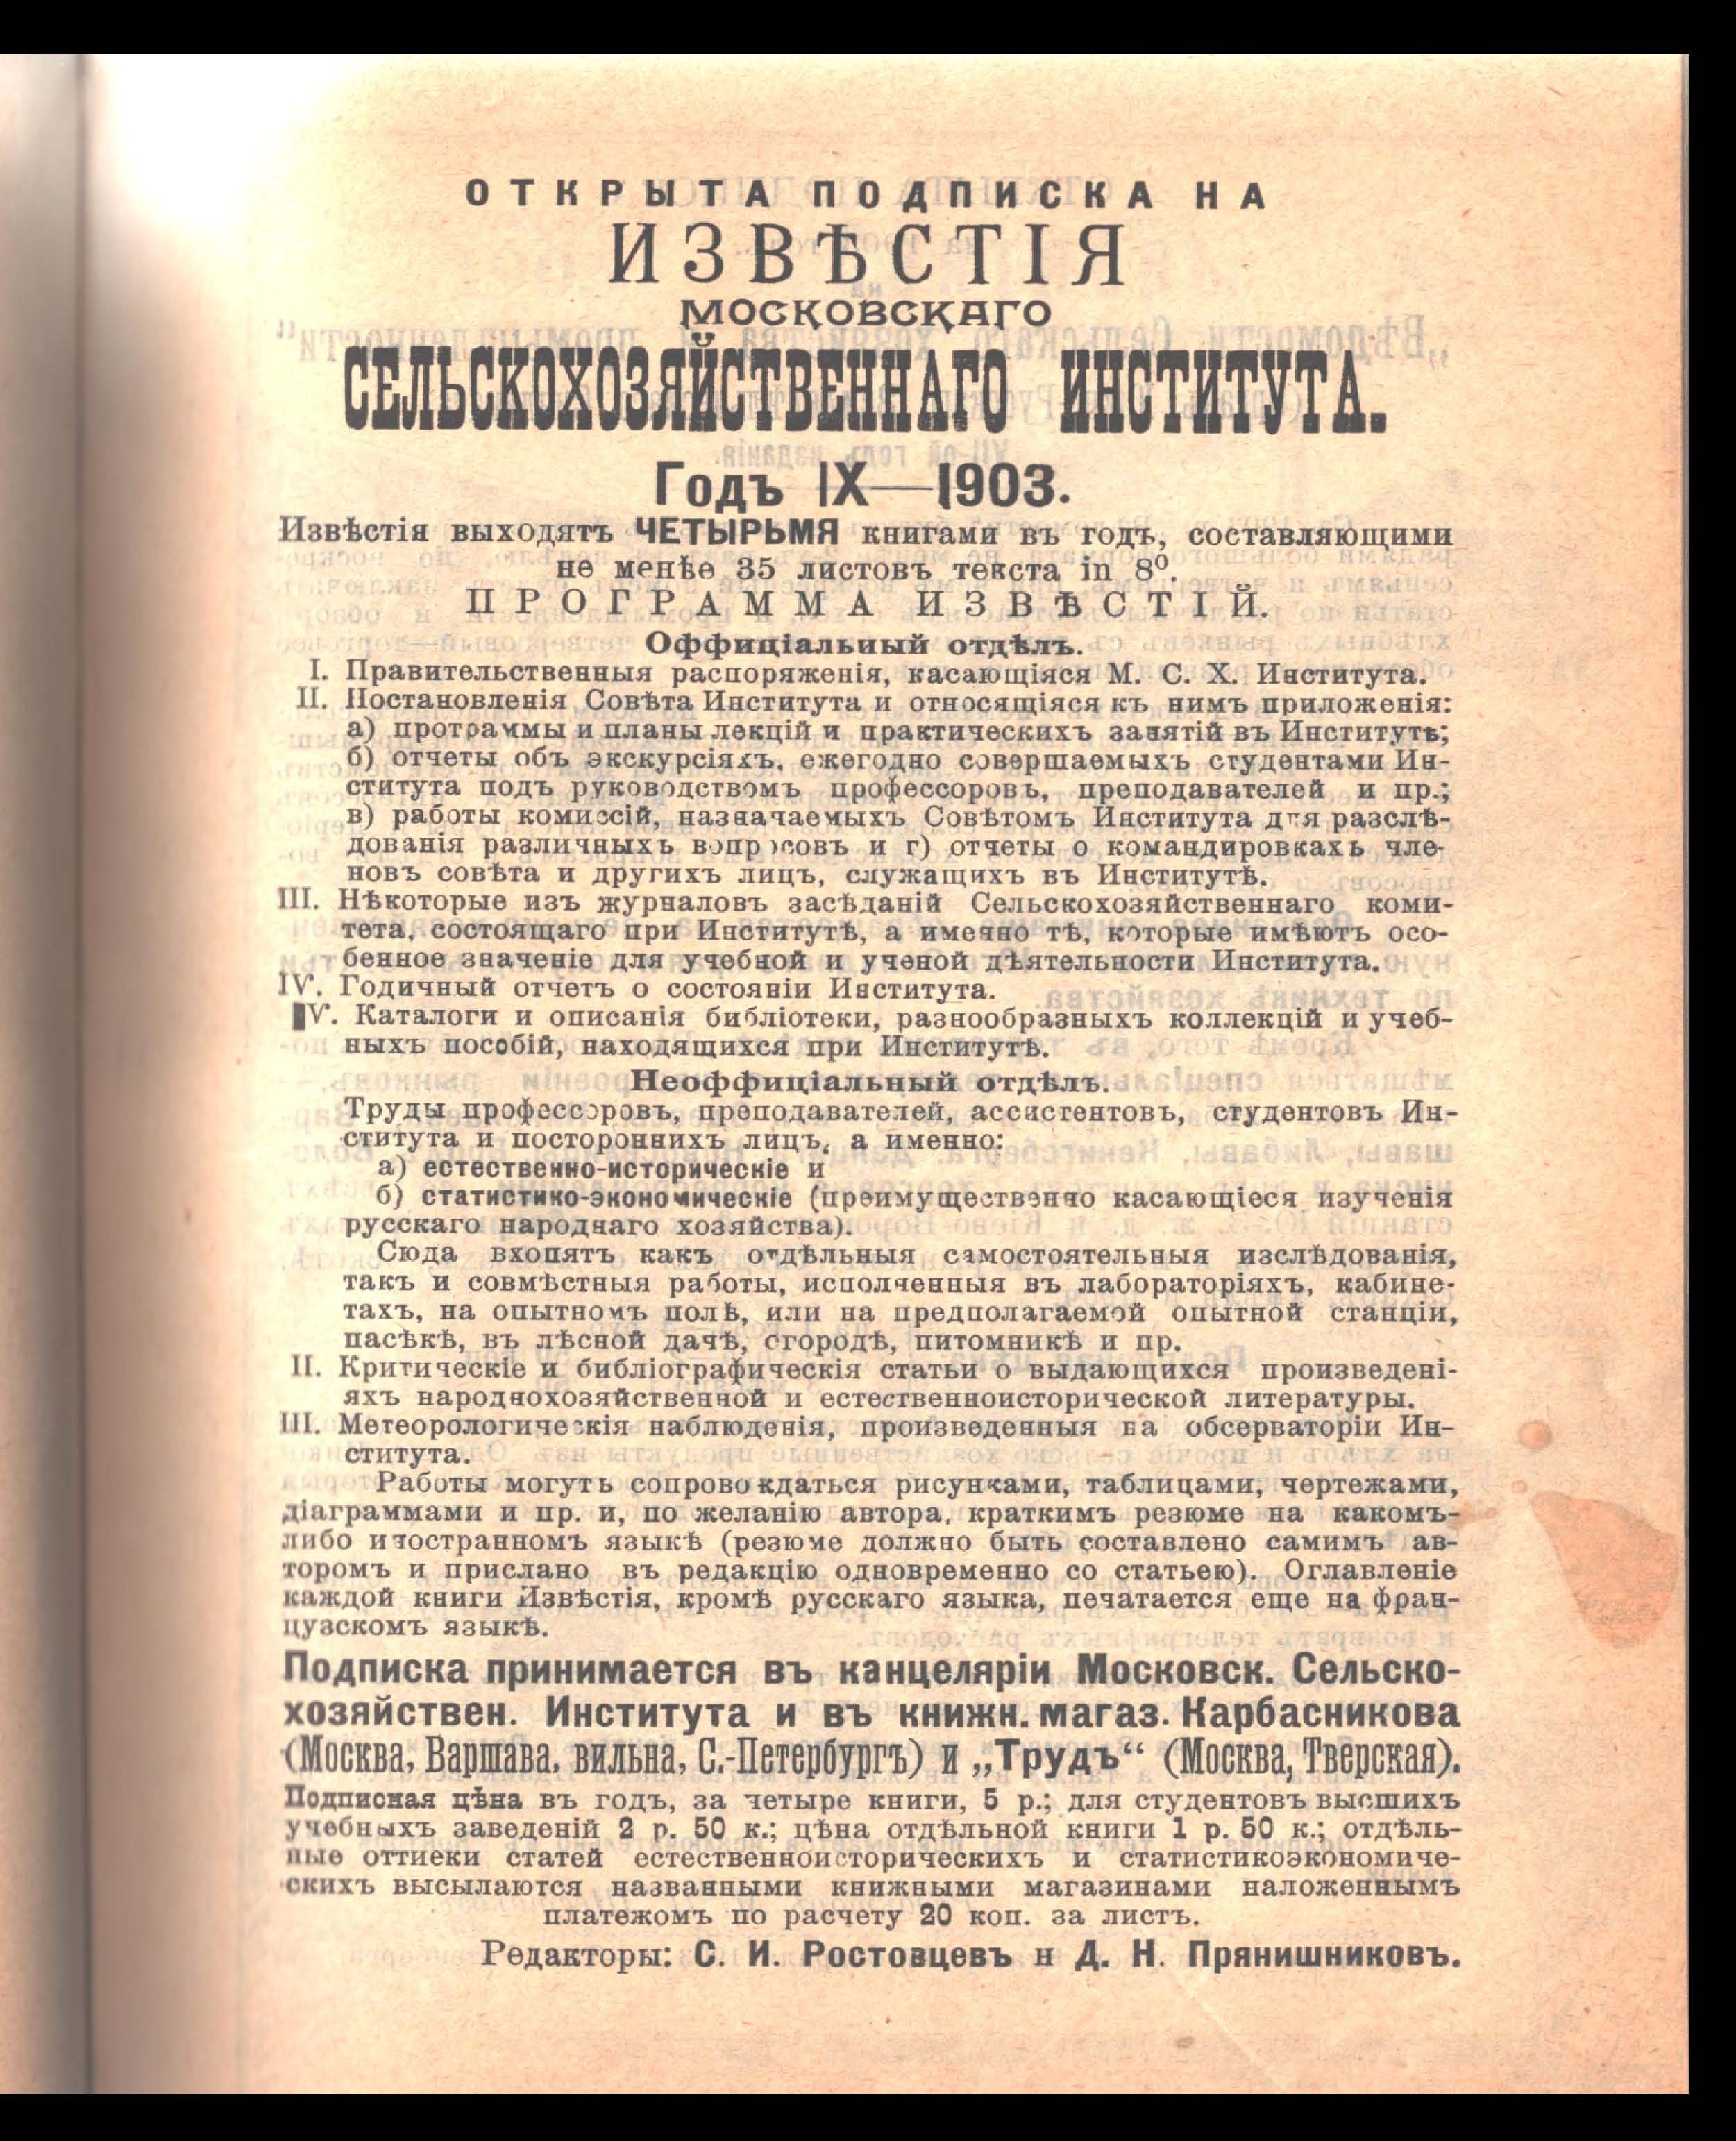 ОТКРЫТА ПОДПИСКА НА
ИЗВѢСТІЯ
МОСКОВСКАГО
СЕЛЬСКОХОЗЯЙСТВЕННАГО ИНСТИТУТА.
Годъ IX—1903.
Извѣстія выходятъ ЧЕТЫРЬМЯ книгами въ годъ, составляющими
не менѣе 35 листовъ текста in 8⁰.
ПРОГРАММА ИЗВѢСТІЙ.
Оффиціальный отдѣлъ.
I. Правительственныя распоряженія, касающіяся М. С. Х. Института.
II. Постановленія Совѣта Института и относящіяся къ нимъ приложенія:
а) протраммы и планы лекцій и практическихъ занятій въ Институтѣ;
б) отчеты объ экскурсіяхъ, ежегодно совершаемыхъ студентами Ин-
ститута подъ руководствомъ профессоровъ, преподавателей и пр.;
в) работы комиссій, назначаемыхъ Совѣтомъ Института для разслѣ-
дованія различныхъ вопросовъ и г) отчеты о командировкахъ чле-
новъ совѣта и другихъ лицъ, служащихъ въ Институтѣ.
III. Нѣкоторые изъ журналовъ засѣданій Сельскохозяйственнаго коми-
тета, состоящаго при Институтѣ, а именно тѣ, которые имѣютъ осо-
бенное значеніе для учебной и ученой дѣятельности Института.
IV. Годичный отчетъ о состояніи Института.
V. Каталоги и описанія библіотеки, разнообразныхъ коллекцій и учеб-
ныхъ пособій, находящихся при Институтѣ.
Неоффиціальный отдѣлъ.
Труды профессоровъ, преподавателей, ассистентовъ, студентовъ Ин-
ститута и постороннихъ лицъ, а именно:
а) естественно-историческіе и
б) статистико-экономическіе (преимущественно касающіеся изученія
русскаго народнаго хозяйства).
Сюда вхопятъ какъ отдѣльныя самостоятельныя изслѣдованія,
такъ и совмѣстныя работы, исполненныя въ лабораторіяхъ, кабине-
тахъ, на опытномъ полѣ, или на предполагаемой опытной станціи,
пасѣкѣ, въ лѣсной дачѣ, огородѣ, питомникѣ и пр.
II. Критическіе и библіографическія статьи о выдающихся произведені-
яхъ народнохозяйственной и естественноисторической литературы.
III. Метеорологическія наблюденія, произведенныя на обсерваторіи Ин-
ститута.
Работы могутъ сопровождаться рисунками, таблицами, чертежами,
діаграммами и пр. и, по желанію автора, краткимъ резюме на какомъ-
либо иностранномъ языкѣ (резюме должно быть составлено самимъ ав-
торомъ и прислано въ редакцію одновременно со статьею). Оглавленіе
каждой книги Извѣстія, кромѣ русскаго языка, печатается еще на фран-
цузскомъ языкѣ.
Подписка принимается въ канцеляріи Московск. Сельско-
хозяйствен. Института и въ книжн. магаз. Карбасникова
(Москва, Варшава, вильна, С.-Петербургъ) и „Трудъ“ (Москва, Тверская).
Подписная цѣна въ годъ, за четыре книги, 5 р.; для студентовъ высшихъ
учебныхъ заведеній 2 р. 50 к.; цѣна отдѣльной книги 1 р. 50 к.; отдѣль-
ные оттиеки статей естественноисторическихъ и статистикоэкономиче-
скихъ высылаются названными книжными магазинами наложеннымъ
платежомъ по расчету 20 коп. за листъ.
Редакторы: С. И. Ростовцевъ н Д. Н. Прянишниковъ.